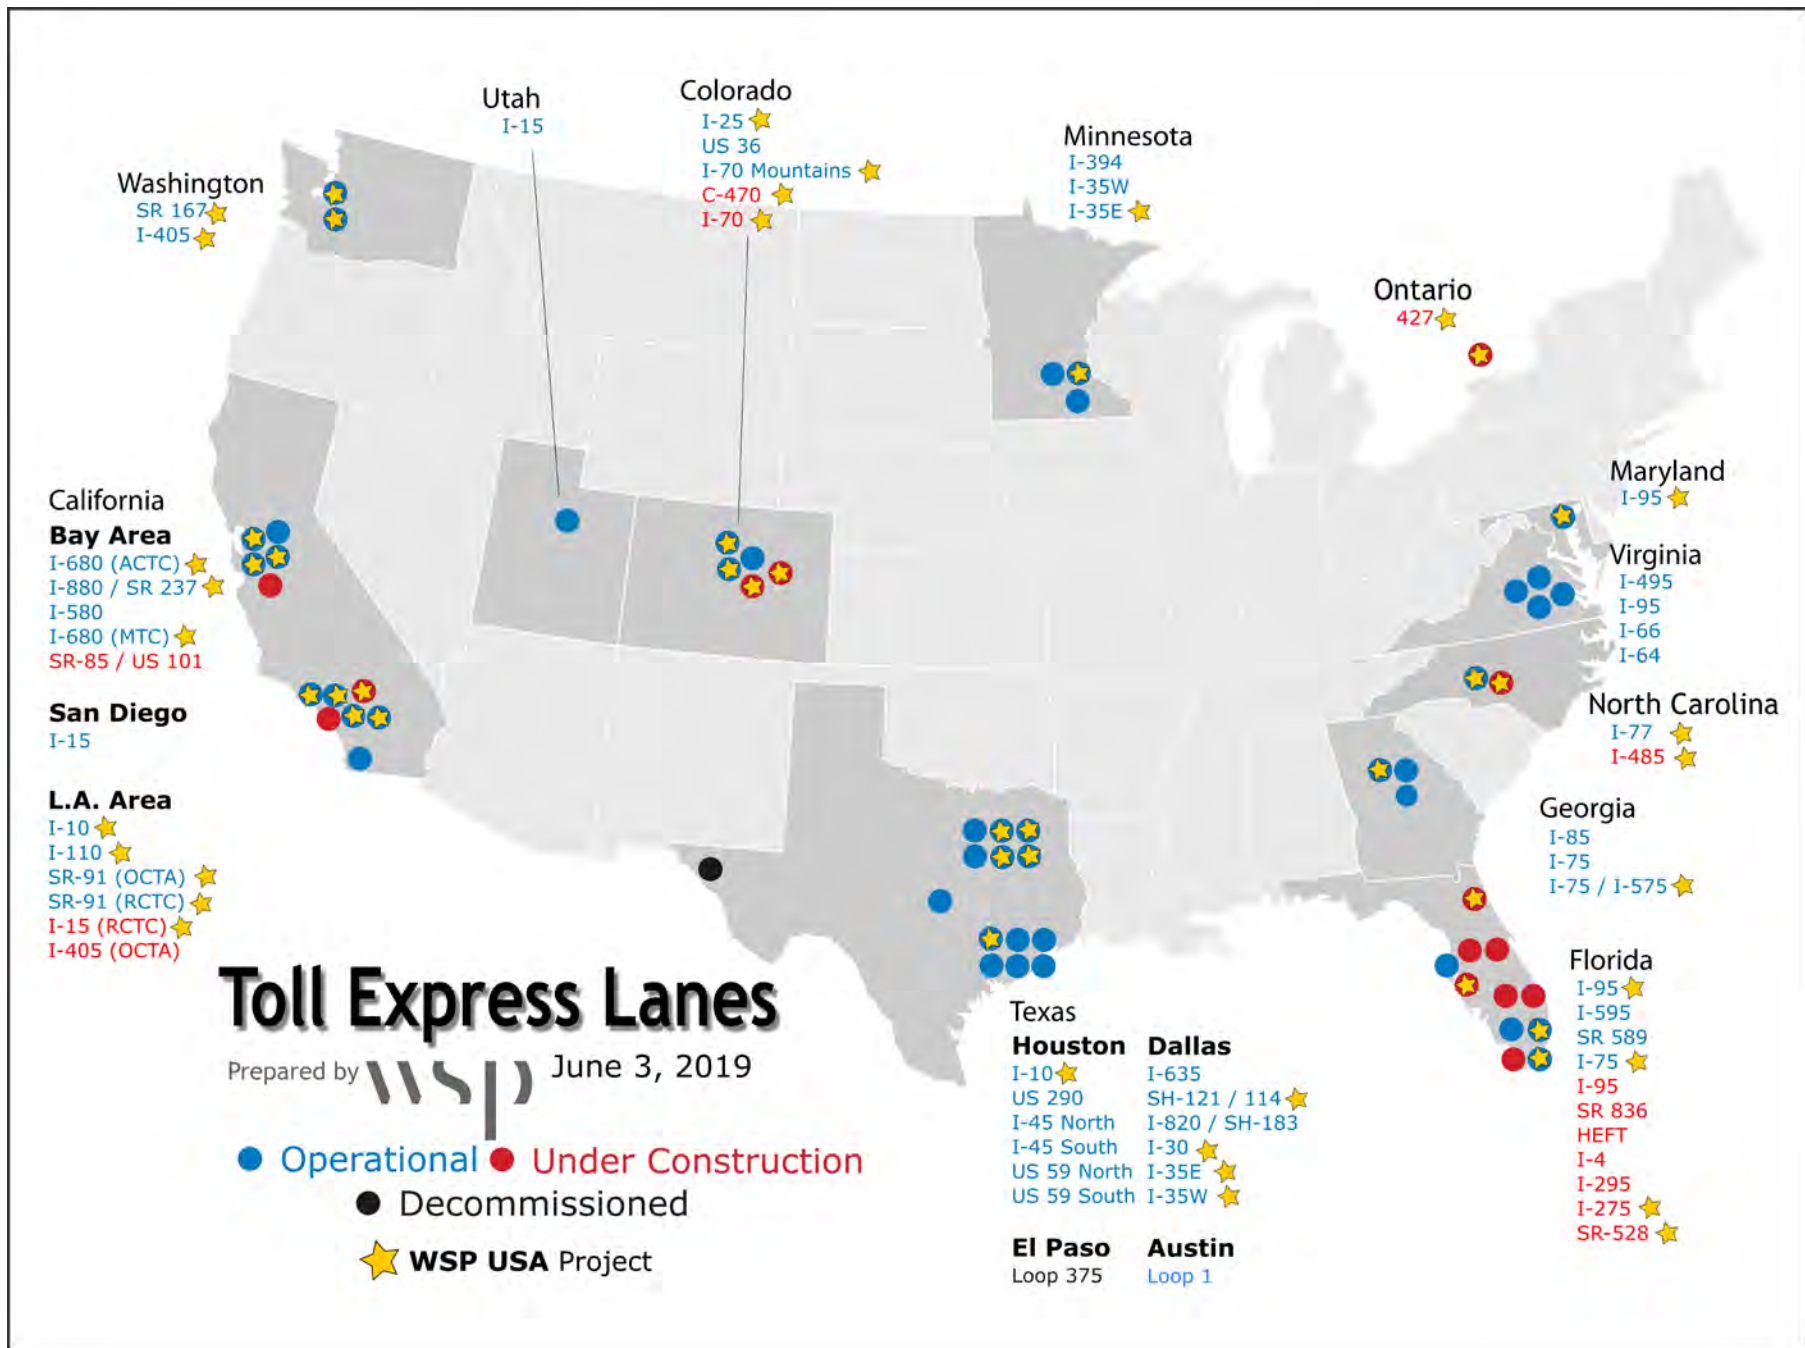 Utah
I-15
Colorado
I-25
US 36
I-70 Mountains
C-470
I-70
Minnesota
I-394
I-35W
I-35E
Washington
SR 167
I-405
Ontario
427
Maryland
I-95
Virginia
I-495
I-95
I-66
I-64
North Carolina
I-77
I-485
Georgia
I-85
I-75
I-75 / I-575
Florida
I-95
I-595
SR 589
I-75
I-95
SR 836
HEFT
I-4
I-295
I-275
SR-528
California
Bay Area
I-680 (ACTC)
I-880 / SR 237
I-580
I-680 (MTC)
SR-85 / US 101
San Diego
I-15
L.A. Area
I-10
I-110
SR-91 (OCTA)
SR-91 (RCTC)
I-15 (RCTC)
I-405 (OCTA)
Texas
Houston
I-10
US 290
I-45 North
I-45 South
US 59 North
US 59 South
Dallas
I-635
SH-121 / 114
I-820 / SH-183
I-30
I-35E
I-35W
El Paso
Loop 375
Austin
Loop 1
Toll Express Lanes
Prepared by wsp June 3, 2019
Operational Under Construction
Decommissioned
WSP USA Project